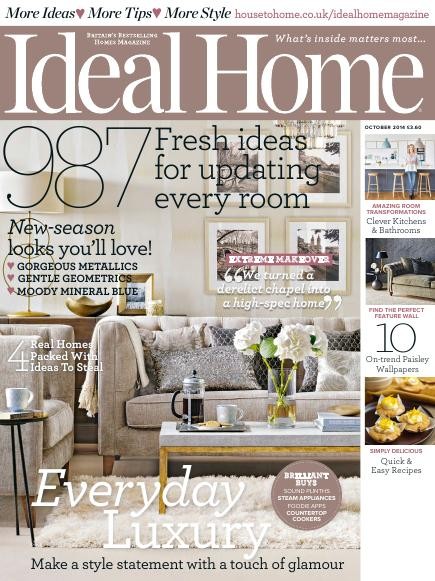 More Ideas♥ More Tips♥ More Style housetohome.co.uk/idealhomemagazine
BRITAIN'S BESTSELLING
HOMES MAGAZINE
What's inside matters most...
Ideal Home
OCTOBER 2014 £3.60
987 Fresh ideas
for updating
every room
New-season
looks you'll love!
♥ GORGEOUS METALLICS
♥ GENTLE GEOMETRICS
♥ MOODY MINERAL BLUE
EXTREME MAKEOVER
“We turned a
derelict chapel into
a high-spec home”
4 Real Homes
Packed With
Ideas To Steal
AMAZING ROOM
TRANSFORMATIONS
Clever Kitchens
& Bathrooms
FIND THE PERFECT
FEATURE WALL
10
On-trend Paisley
Wallpapers
SIMPLY DELICIOUS
Quick &
Easy Recipes
BRILLIANT
BUYS
SOUND PLINTHS
STEAM APPLIANCES
FOODIE APPS
COUNTERTOP
COOKERS
Everyday
Luxury
Make a style statement with a touch of glamour